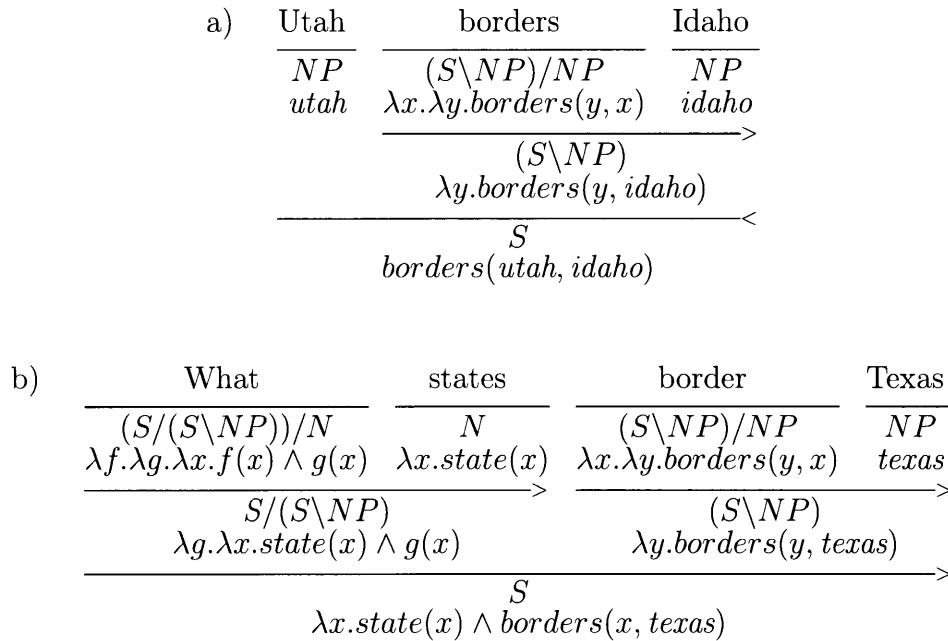 a) Utah borders Idaho
NP (S\NP)/NP NP
utah λx.λy.borders(y, x) idaho
>
(S\NP)
λy.borders(y, idaho)
<
S
borders(utah, idaho)
b) What states border Texas
(S/(S\NP))/N N (S\NP)/NP NP
λf.λg.λx.f(x) ∧ g(x) λx.state(x) λx.λy.borders(y, x) texas
> >
S/(S\NP) (S\NP)
λg.λx.state(x) ∧ g(x) λy.borders(y, texas)
>
S
λx.state(x) ∧ borders(x, texas)